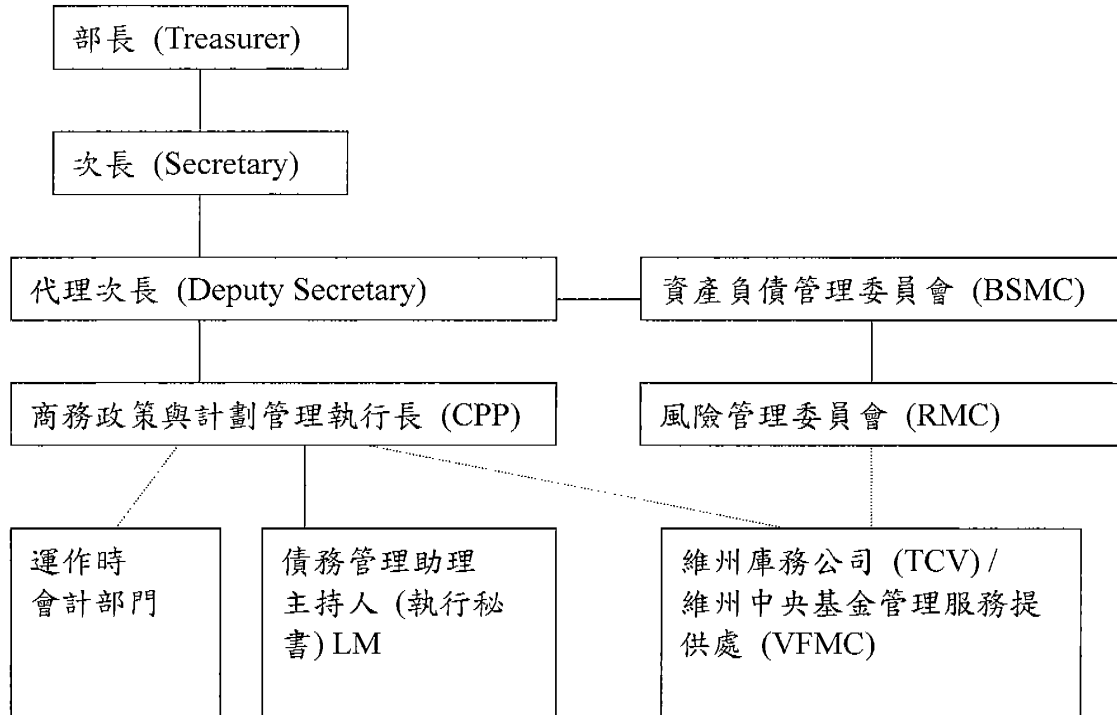 部長 (Treasurer)
次長 (Secretary)
代理次長 (Deputy Secretary)
資產負債管理委員會 (BSMC)
商務政策與計劃管理執行長 (CPP)
風險管理委員會 (RMC)
運作時
會計部門
債務管理助理
主持人 (執行秘
書) LM
維州庫務公司 (TCV) /
維州中央基金管理服務提
供處 (VFMC)